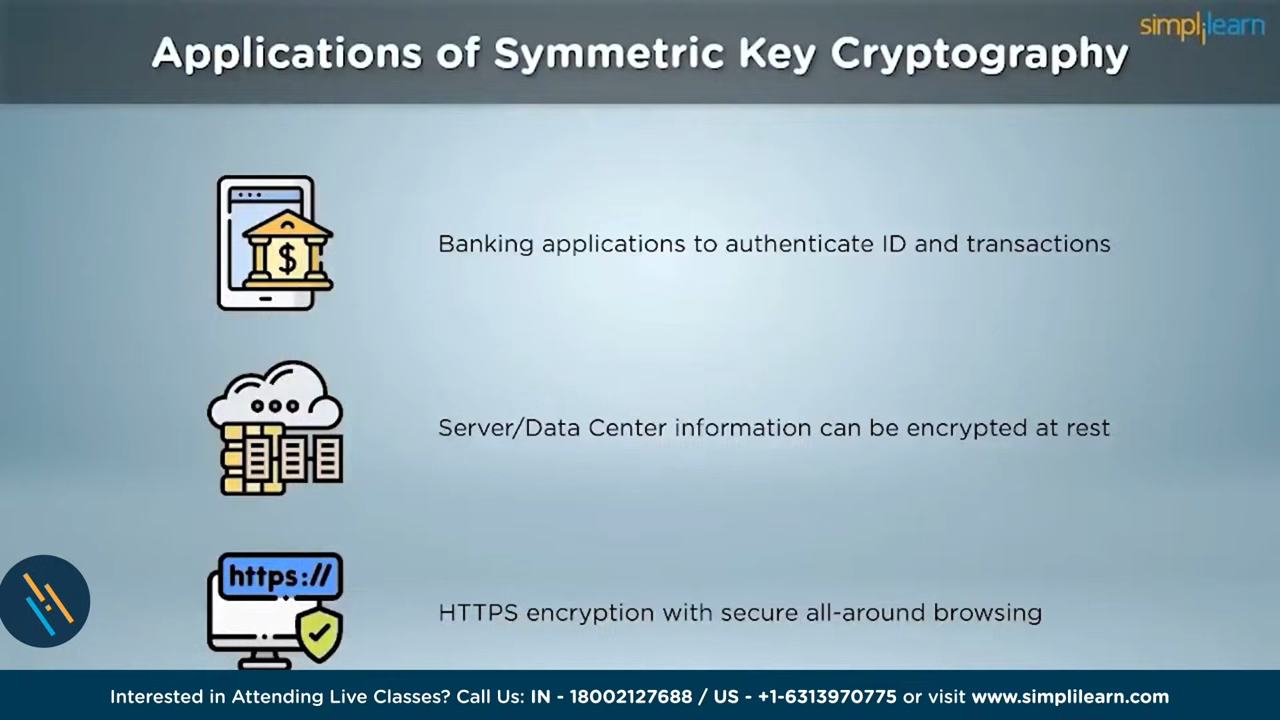 simplilearn
Applications of Symmetric Key Cryptography
$
Banking applications to authenticate ID and transactions
Server/Data Center information can be encrypted at rest
https://
HTTPS encryption with secure all-around browsing
Interested in Attending Live Classes? Call Us: IN - 18002127688 / US - +1-6313970775 or visit www.simplilearn.com